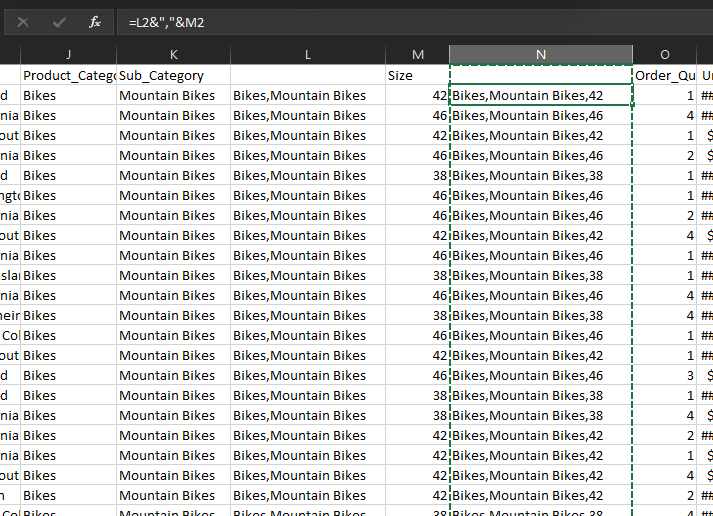 fx =L2&","&M2
J K L M N O
Product_Catego Sub_Category Size Order_Qu Un
d Bikes Mountain Bikes Bikes,Mountain Bikes 42 Bikes,Mountain Bikes,42 1 ##
nia Bikes Mountain Bikes Bikes,Mountain Bikes 46 Bikes,Mountain Bikes,46 4 ##
out Bikes Mountain Bikes Bikes,Mountain Bikes 42 Bikes,Mountain Bikes,42 1 $
nia Bikes Mountain Bikes Bikes,Mountain Bikes 46 Bikes,Mountain Bikes,46 2 $
d Bikes Mountain Bikes Bikes,Mountain Bikes 38 Bikes,Mountain Bikes,38 1 ##
ngto Bikes Mountain Bikes Bikes,Mountain Bikes 46 Bikes,Mountain Bikes,46 1 ##
nia Bikes Mountain Bikes Bikes,Mountain Bikes 46 Bikes,Mountain Bikes,46 2 ##
out Bikes Mountain Bikes Bikes,Mountain Bikes 42 Bikes,Mountain Bikes,42 4 $
nia Bikes Mountain Bikes Bikes,Mountain Bikes 46 Bikes,Mountain Bikes,46 1 ##
nslan Bikes Mountain Bikes Bikes,Mountain Bikes 38 Bikes,Mountain Bikes,38 1 ##
nia Bikes Mountain Bikes Bikes,Mountain Bikes 46 Bikes,Mountain Bikes,46 4 ##
heim Bikes Mountain Bikes Bikes,Mountain Bikes 38 Bikes,Mountain Bikes,38 4 ##
Col Bikes Mountain Bikes Bikes,Mountain Bikes 46 Bikes,Mountain Bikes,46 1 ##
out Bikes Mountain Bikes Bikes,Mountain Bikes 42 Bikes,Mountain Bikes,42 1 ##
d Bikes Mountain Bikes Bikes,Mountain Bikes 46 Bikes,Mountain Bikes,46 3 $
nia Bikes Mountain Bikes Bikes,Mountain Bikes 38 Bikes,Mountain Bikes,38 1 ##
nia Bikes Mountain Bikes Bikes,Mountain Bikes 38 Bikes,Mountain Bikes,38 4 $
nia Bikes Mountain Bikes Bikes,Mountain Bikes 42 Bikes,Mountain Bikes,42 2 ##
nia Bikes Mountain Bikes Bikes,Mountain Bikes 42 Bikes,Mountain Bikes,42 1 $
out Bikes Mountain Bikes Bikes,Mountain Bikes 42 Bikes,Mountain Bikes,42 4 $
n Bikes Mountain Bikes Bikes,Mountain Bikes 42 Bikes,Mountain Bikes,42 2 ##
Col Bikes Mountain Bikes Bikes,Mountain Bikes 38 Bikes,Mountain Bikes,38 4 ##